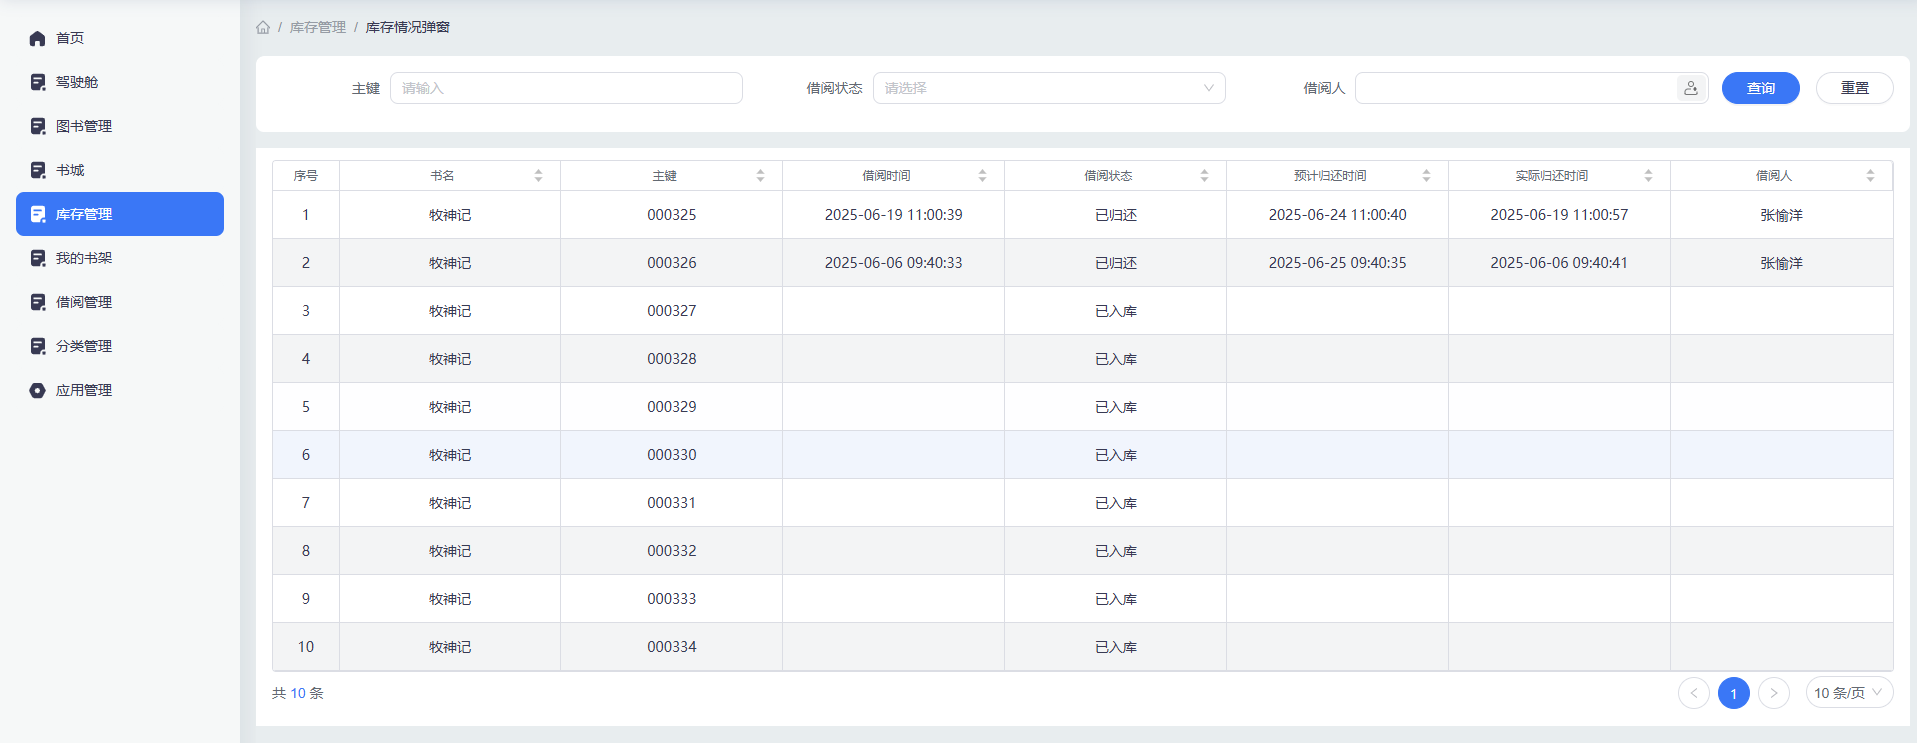 首页
驾驶舱
图书管理
书城
库存管理
我的书架
借阅管理
分类管理
应用管理
/ 库存管理 / 库存情况弹窗
主键 请输入 借阅状态 请选择 借阅人 查询 重置
序号 书名 主键 借阅时间 借阅状态 预计归还时间 实际归还时间 借阅人
1 牧神记 000325 2025-06-19 11:00:39 已归还 2025-06-24 11:00:40 2025-06-19 11:00:57 张愉洋
2 牧神记 000326 2025-06-06 09:40:33 已归还 2025-06-25 09:40:35 2025-06-06 09:40:41 张愉洋
3 牧神记 000327 已入库
4 牧神记 000328 已入库
5 牧神记 000329 已入库
6 牧神记 000330 已入库
7 牧神记 000331 已入库
8 牧神记 000332 已入库
9 牧神记 000333 已入库
10 牧神记 000334 已入库
共 10 条 1 10 条/页